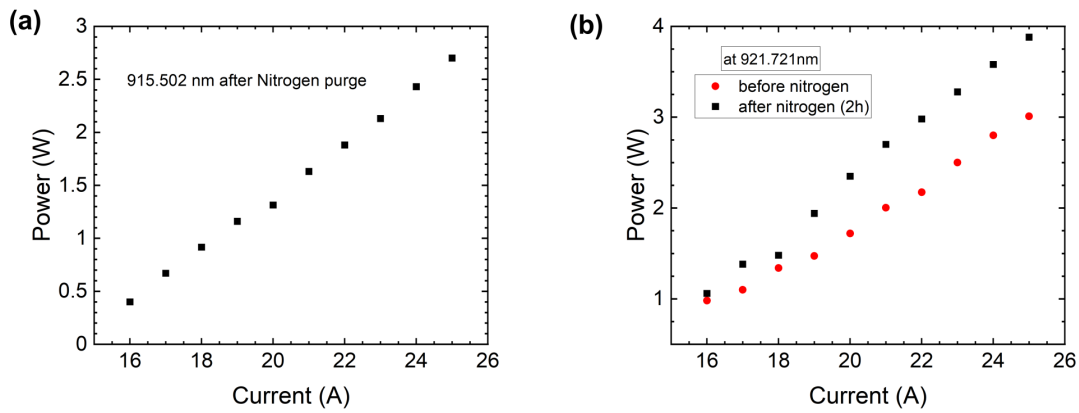 (a)
3
2.5
2
1.5
1
0.5
0
915.502 nm after Nitrogen purge
Power (W)
16 18 20 22 24 26
Current (A)
(b)
4
3
2
1
at 921.721nm
before nitrogen
after nitrogen (2h)
Power (W)
16 18 20 22 24 26
Current (A)